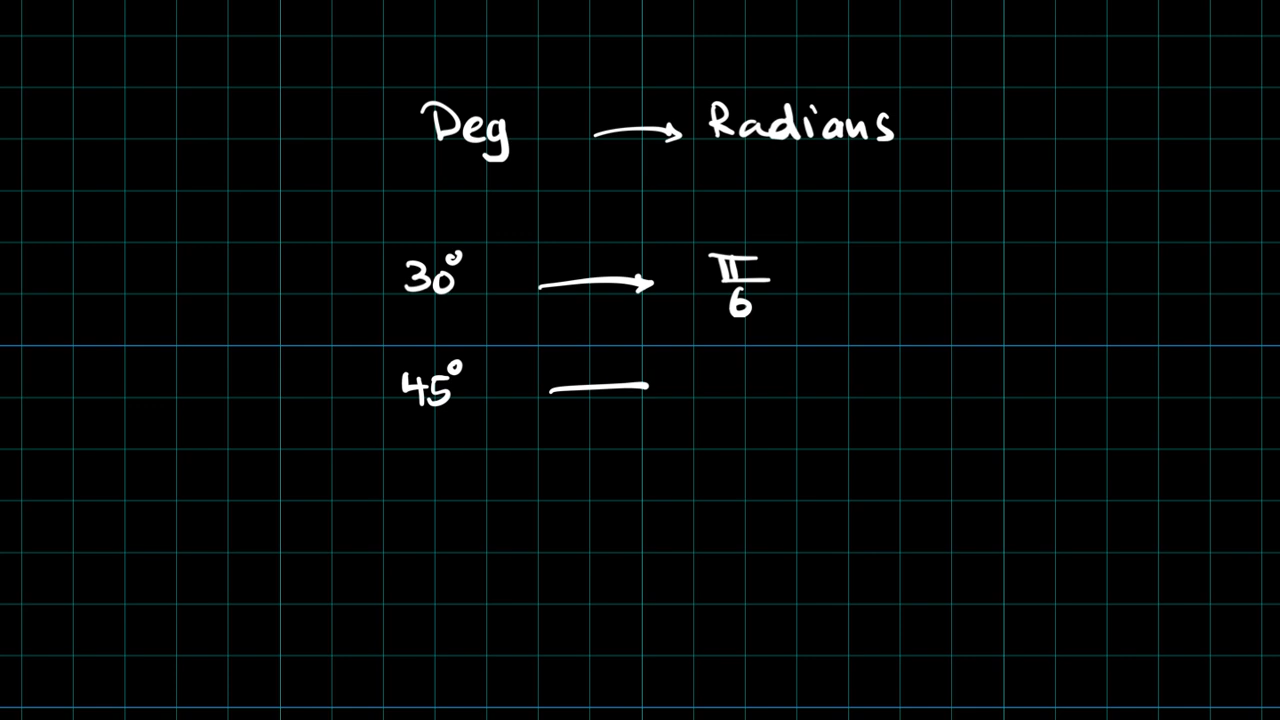 Deg → Radians
30° → π/6
45° —